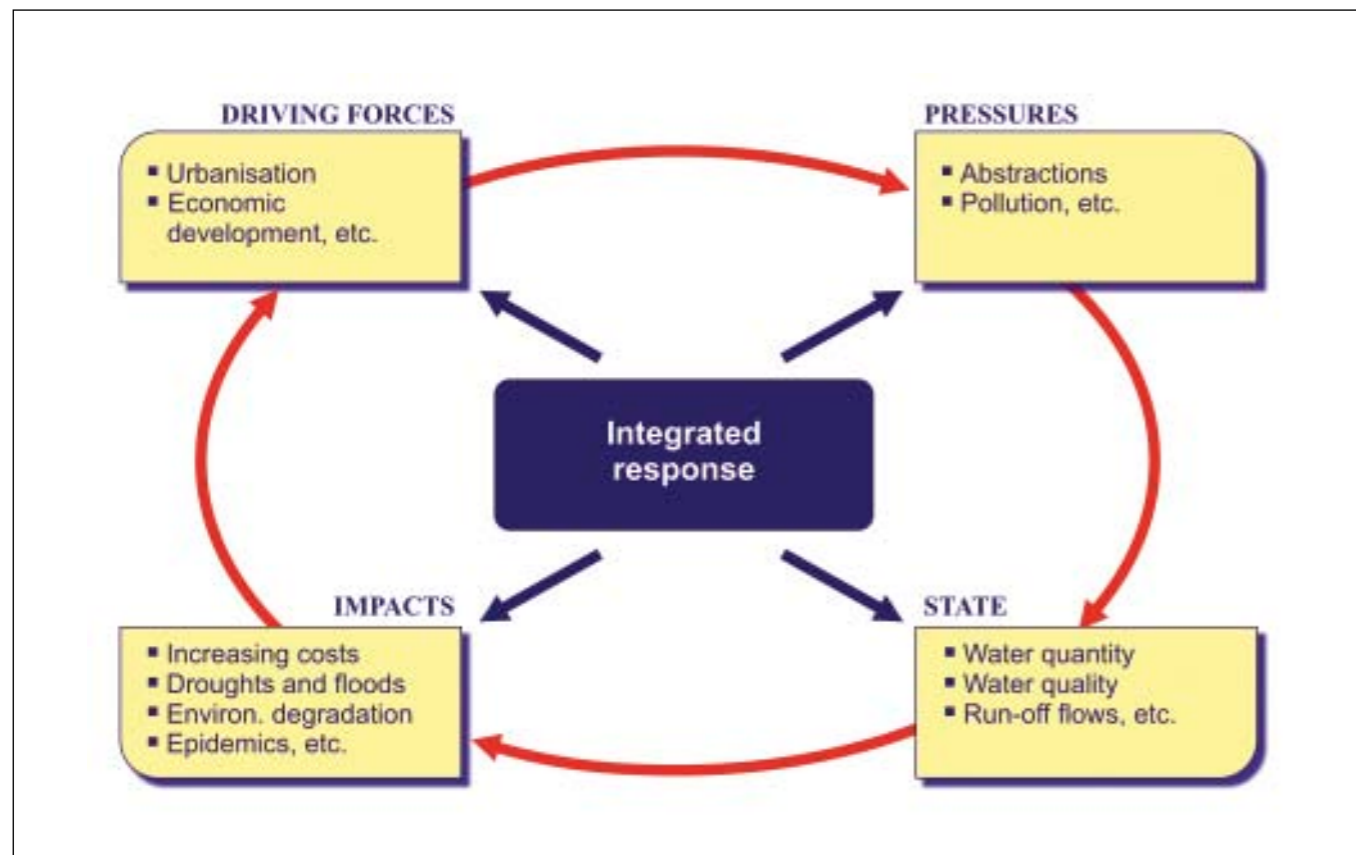 DRIVING FORCES
▪ Urbanisation
▪ Economic
development, etc.
PRESSURES
▪ Abstractions
▪ Pollution, etc.
Integrated
response
IMPACTS
▪ Increasing costs
▪ Droughts and floods
▪ Environ. degradation
▪ Epidemics, etc.
STATE
▪ Water quantity
▪ Water quality
▪ Run-off flows, etc.